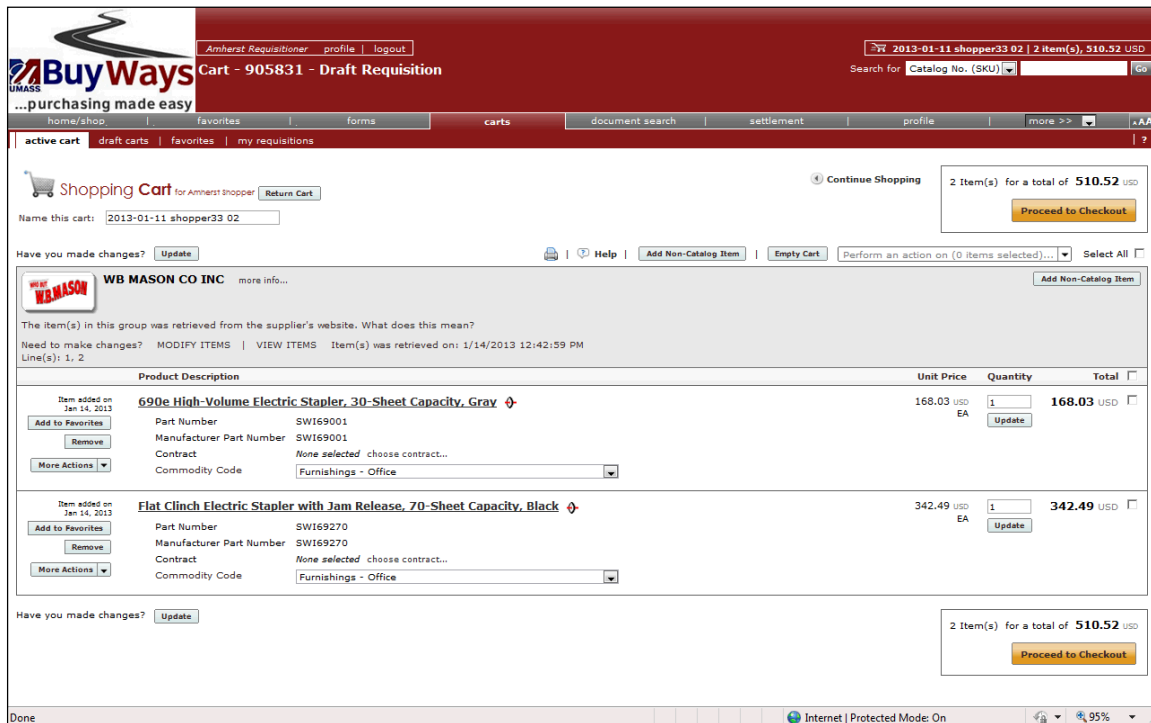 Amherst Requisitioner profile | logout
2013-01-11 shopper33 02 | 2 item(s), 510.52 USD
UMASS BuyWays
Cart - 905831 - Draft Requisition
Search for Catalog No. (SKU) Go
...purchasing made easy
home/shop | favorites | forms carts document search | settlement | profile | more >> AAA
active cart draft carts | favorites | my requisitions | ?
Shopping Cart for Amherst Shopper Return Cart
Continue Shopping
2 Item(s) for a total of 510.52 USD
Proceed to Checkout
Name this cart: 2013-01-11 shopper33 02
Have you made changes? Update | Help | Add Non-Catalog Item | Empty Cart Perform an action on (0 items selected)... Select All
WHO BUT W.B.MASON
WB MASON CO INC more info... Add Non-Catalog Item
The item(s) in this group was retrieved from the supplier's website. What does this mean?
Need to make changes? MODIFY ITEMS | VIEW ITEMS Item(s) was retrieved on: 1/14/2013 12:42:59 PM
Line(s): 1, 2
Product Description Unit Price Quantity Total
Item added on Jan 14, 2013
690e High-Volume Electric Stapler, 30-Sheet Capacity, Gray 168.03 USD 1 168.03 USD
EA Update
Add to Favorites Part Number SWI69001
Remove Manufacturer Part Number SWI69001
Contract None selected choose contract...
More Actions Commodity Code Furnishings - Office
Item added on Jan 14, 2013
Flat Clinch Electric Stapler with Jam Release, 70-Sheet Capacity, Black 342.49 USD 1 342.49 USD
EA Update
Add to Favorites Part Number SWI69270
Remove Manufacturer Part Number SWI69270
Contract None selected choose contract...
More Actions Commodity Code Furnishings - Office
Have you made changes? Update
2 Item(s) for a total of 510.52 USD
Proceed to Checkout
Done Internet | Protected Mode: On 95%